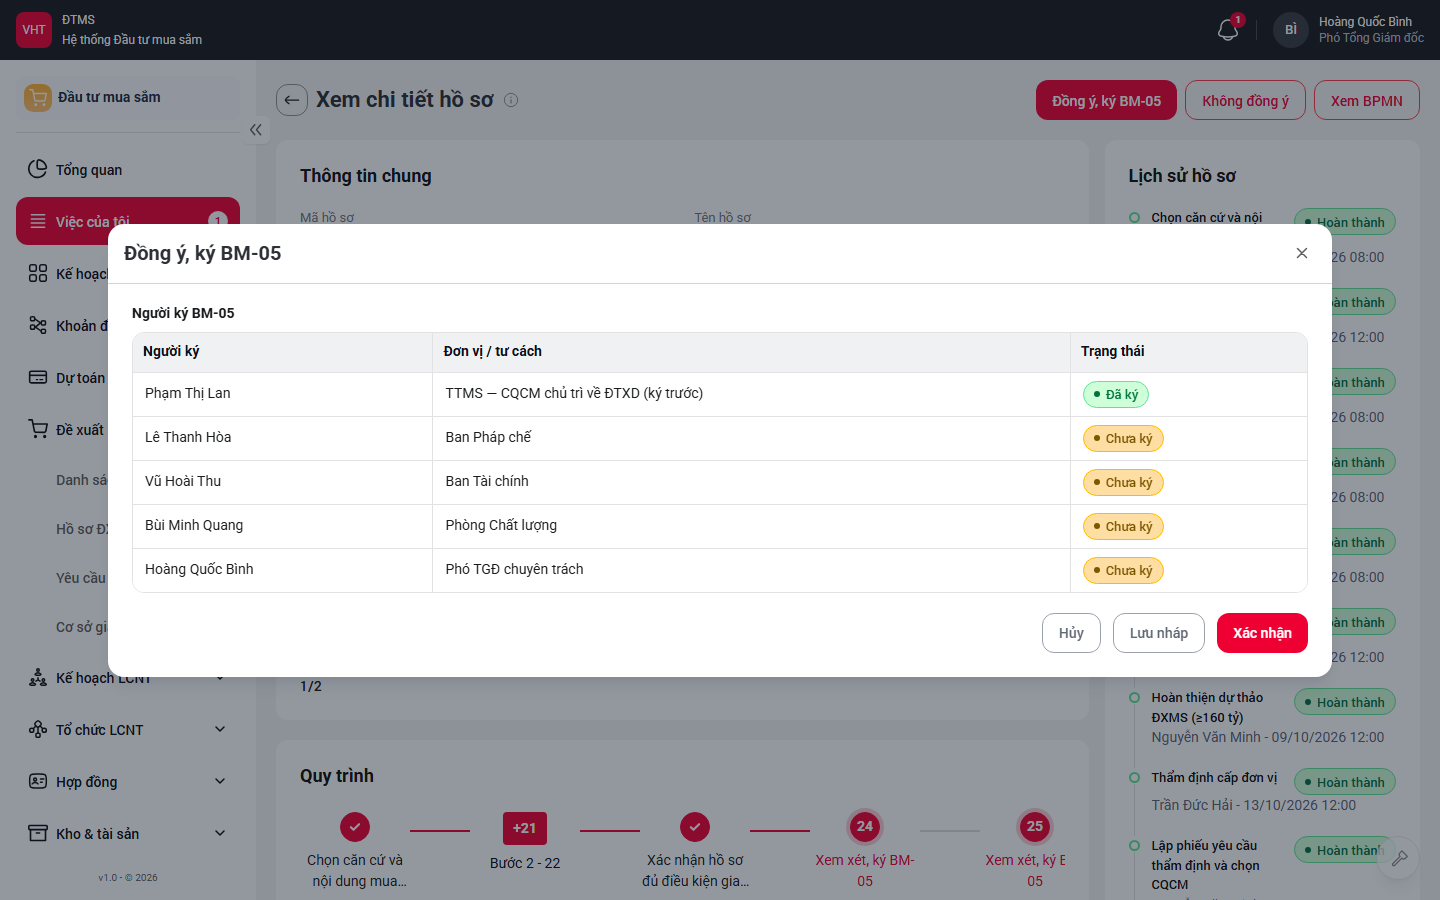 VHT
ĐTMS
Hệ thống Đầu tư mua sắm
1
BÌ
Hoàng Quốc Bình
Phó Tổng Giám đốc
Đầu tư mua sắm
Xem chi tiết hồ sơ
Đồng ý, ký BM-05
Không đồng ý
Xem BPMN
Tổng quan
Việc của tôi
1
Kế hoạch
Khoản đ
Dự toán
Đề xuất
Danh sá
Hồ sơ Đ
Yêu cầu
Cơ sở gi
Kế hoạch LCNT
Tổ chức LCNT
Hợp đồng
Kho & tài sản
v1.0 - © 2026
Thông tin chung
Mã hồ sơ
Tên hồ sơ
Lịch sử hồ sơ
Chọn căn cứ và nội
Hoàn thành
26 08:00
àn thành
26 12:00
àn thành
26 08:00
àn thành
26 08:00
àn thành
26 08:00
àn thành
26 12:00
Đồng ý, ký BM-05
Người ký BM-05
Người ký
Đơn vị / tư cách
Trạng thái
Phạm Thị Lan
TTMS — CQCM chủ trì về ĐTXD (ký trước)
Đã ký
Lê Thanh Hòa
Ban Pháp chế
Chưa ký
Vũ Hoài Thu
Ban Tài chính
Chưa ký
Bùi Minh Quang
Phòng Chất lượng
Chưa ký
Hoàng Quốc Bình
Phó TGĐ chuyên trách
Chưa ký
Hủy
Lưu nháp
Xác nhận
1/2
Quy trình
Chọn căn cứ và
nội dung mua...
+21
Bước 2 - 22
Xác nhận hồ sơ
đủ điều kiện gia...
24
Xem xét, ký BM-
05
25
Xem xét, ký B
05
Hoàn thiện dự thảo
ĐXMS (≥160 tỷ)
Hoàn thành
Nguyễn Văn Minh - 09/10/2026 12:00
Thẩm định cấp đơn vị
Hoàn thành
Trần Đức Hải - 13/10/2026 12:00
Lập phiếu yêu cầu
thẩm định và chọn
CQCM
Hoàn thành